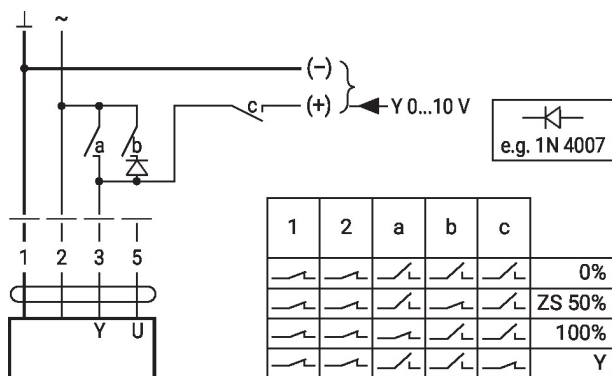 ⊥ ~
(–)
c (+) Y 0...10 V
a b
e.g. 1N 4007
1 2 3 5
Y U
1 2 a b c
0%
ZS 50%
100%
Y